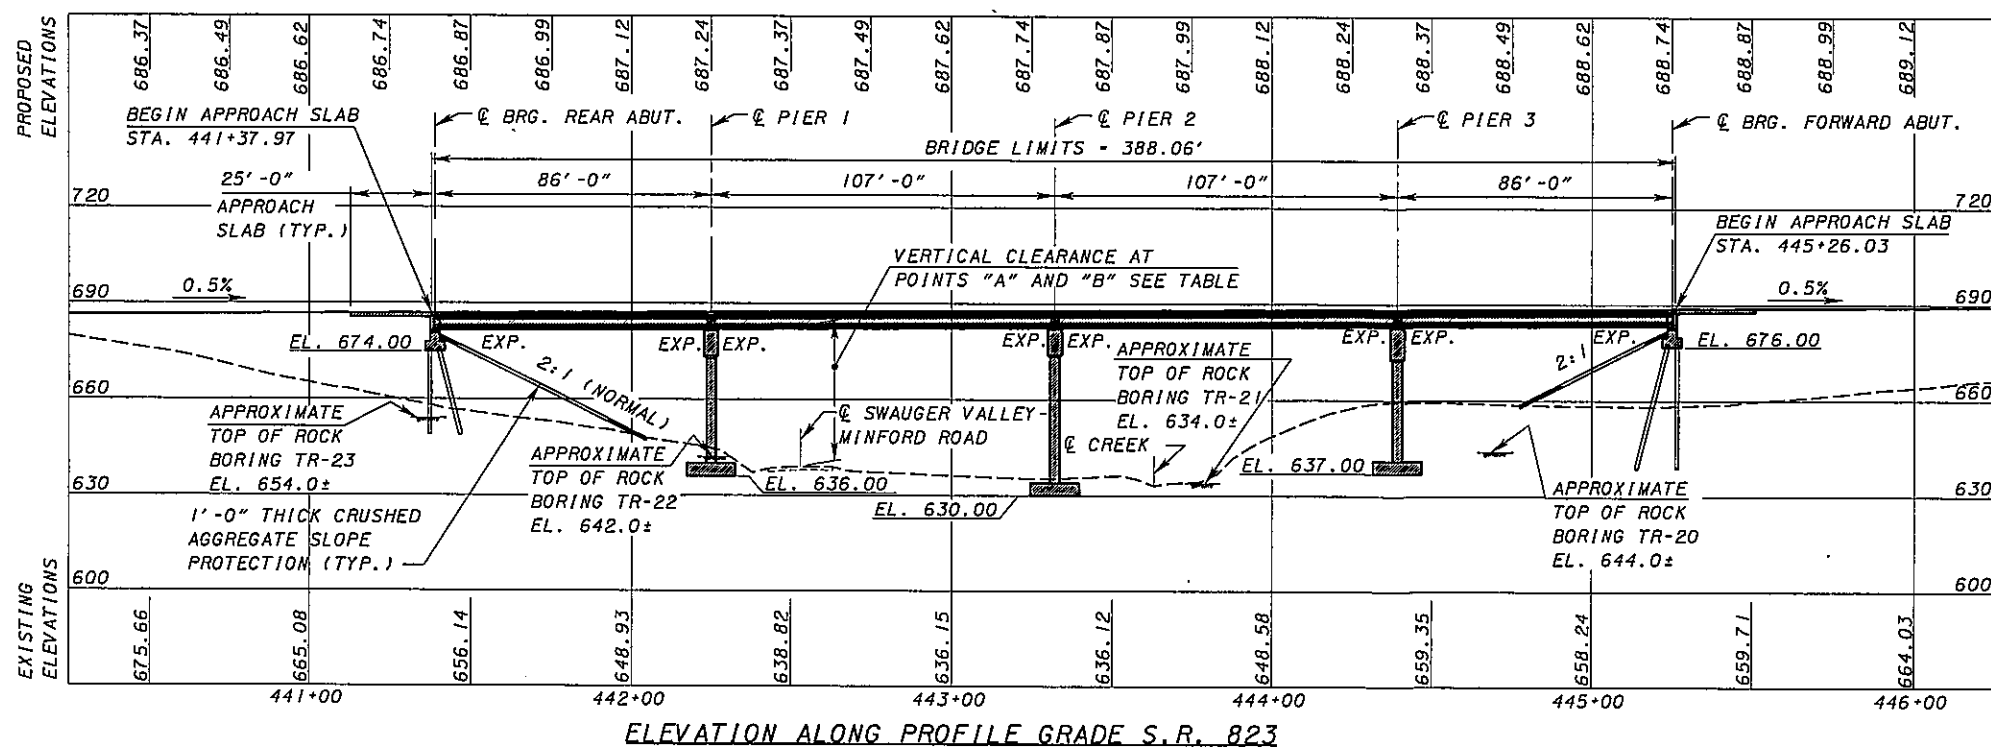 PROPOSED
ELEVATIONS
686.37
686.49
686.62
686.74
686.87
686.99
687.12
687.24
687.37
687.49
687.62
687.74
687.87
687.99
688.12
688.24
688.37
688.49
688.62
688.74
688.87
688.99
689.12
BEGIN APPROACH SLAB
STA. 441+37.97
℄ BRG. REAR ABUT.
℄ PIER 1
℄ PIER 2
℄ PIER 3
℄ BRG. FORWARD ABUT.
BRIDGE LIMITS - 388.06'
25'-0"
86'-0"
107'-0"
107'-0"
86'-0"
APPROACH
SLAB (TYP.)
720
720
VERTICAL CLEARANCE AT
POINTS "A" AND "B" SEE TABLE
BEGIN APPROACH SLAB
STA. 445+26.03
690
0.5%
0.5%
690
EL. 674.00
EXP.
EXP.
EXP.
EXP.
EXP.
EXP.
EXP.
EXP.
EL. 676.00
2:1 (NORMAL)
2:1
APPROXIMATE
TOP OF ROCK
BORING TR-21
EL. 634.0±
660
660
APPROXIMATE
TOP OF ROCK
BORING TR-23
EL. 654.0±
℄ SWAUGER VALLEY-
MINFORD ROAD
℄ CREEK
APPROXIMATE
TOP OF ROCK
BORING TR-22
EL. 642.0±
EL. 636.00
EL. 630.00
EL. 637.00
630
630
APPROXIMATE
TOP OF ROCK
BORING TR-20
EL. 644.0±
1'-0" THICK CRUSHED
AGGREGATE SLOPE
PROTECTION (TYP.)
600
600
EXISTING
ELEVATIONS
675.66
665.08
656.14
648.93
638.82
636.15
636.12
648.58
659.35
658.24
659.71
664.03
441+00
442+00
443+00
444+00
445+00
446+00
ELEVATION ALONG PROFILE GRADE S.R. 823